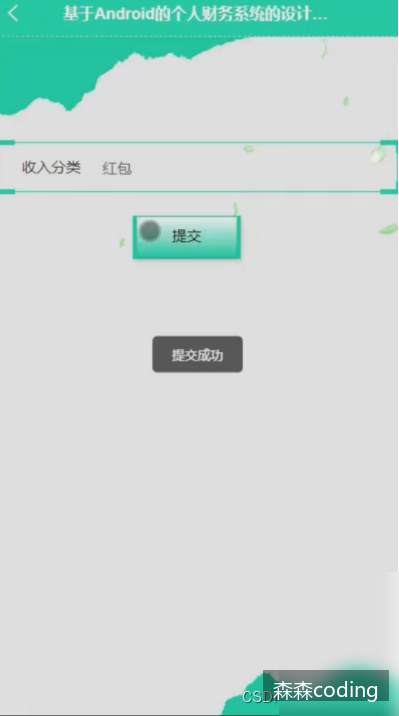 基于Android的个人财务系统的设计...
收入分类 红包
提交
提交成功
CSD
森森coding